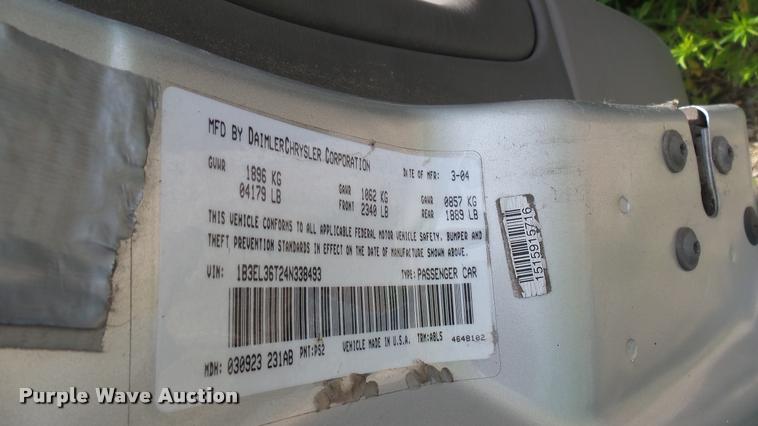 MFD BY DAIMLERCHRYSLER CORPORATION
DATE OF MFR: 3-04
GVWR 1896 KG
04179 LB
GAWR 1062 KG
FRONT 2340 LB
GAWR 0857 KG
REAR 1889 LB
THIS VEHICLE CONFORMS TO ALL APPLICABLE FEDERAL MOTOR VEHICLE SAFETY, BUMPER AND
THEFT PREVENTION STANDARDS IN EFFECT ON THE DATE OF MANUFACTURE SHOWN ABOVE.
VIN: 1B3EL36T24N338493 TYPE: PASSENGER CAR
MDH: 030923 231AB PNT: PS2 VEHICLE MADE IN U.S.A. TRM: ABL5 4648102
1515915716
Purple Wave Auction